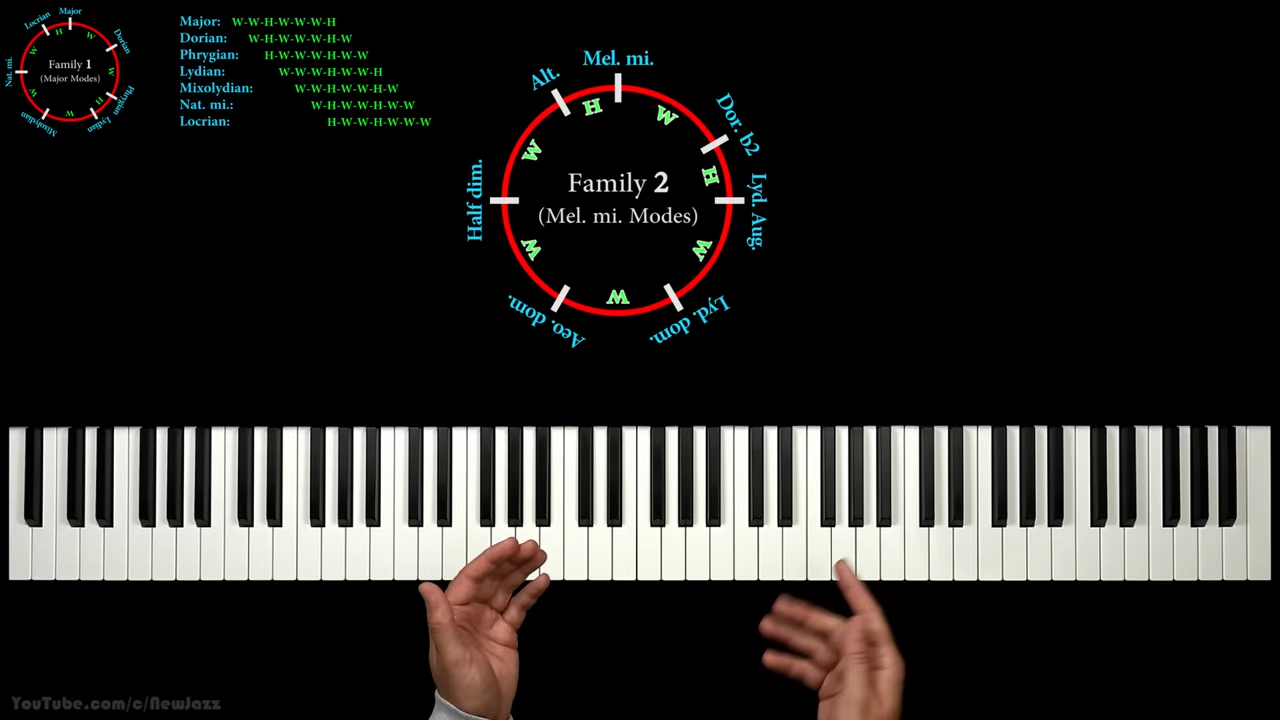 Major
Dorian
Phrygian
Lydian
Mixolydian
Nat. mi.
Locrian
W
W
H
W
W
W
H
Family 1
(Major Modes)
Major: W-W-H-W-W-W-H
Dorian: W-H-W-W-W-H-W
Phrygian: H-W-W-W-H-W-W
Lydian: W-W-W-H-W-W-H
Mixolydian: W-W-H-W-W-H-W
Nat. mi.: W-H-W-W-H-W-W
Locrian: H-W-W-H-W-W-W
Mel. mi.
Dor. b2
Lyd. Aug.
Lyd. dom.
Aeo. dom.
Half dim.
Alt.
W
H
W
W
W
W
H
Family 2
(Mel. mi. Modes)
YouTube.com/c/NewJazz